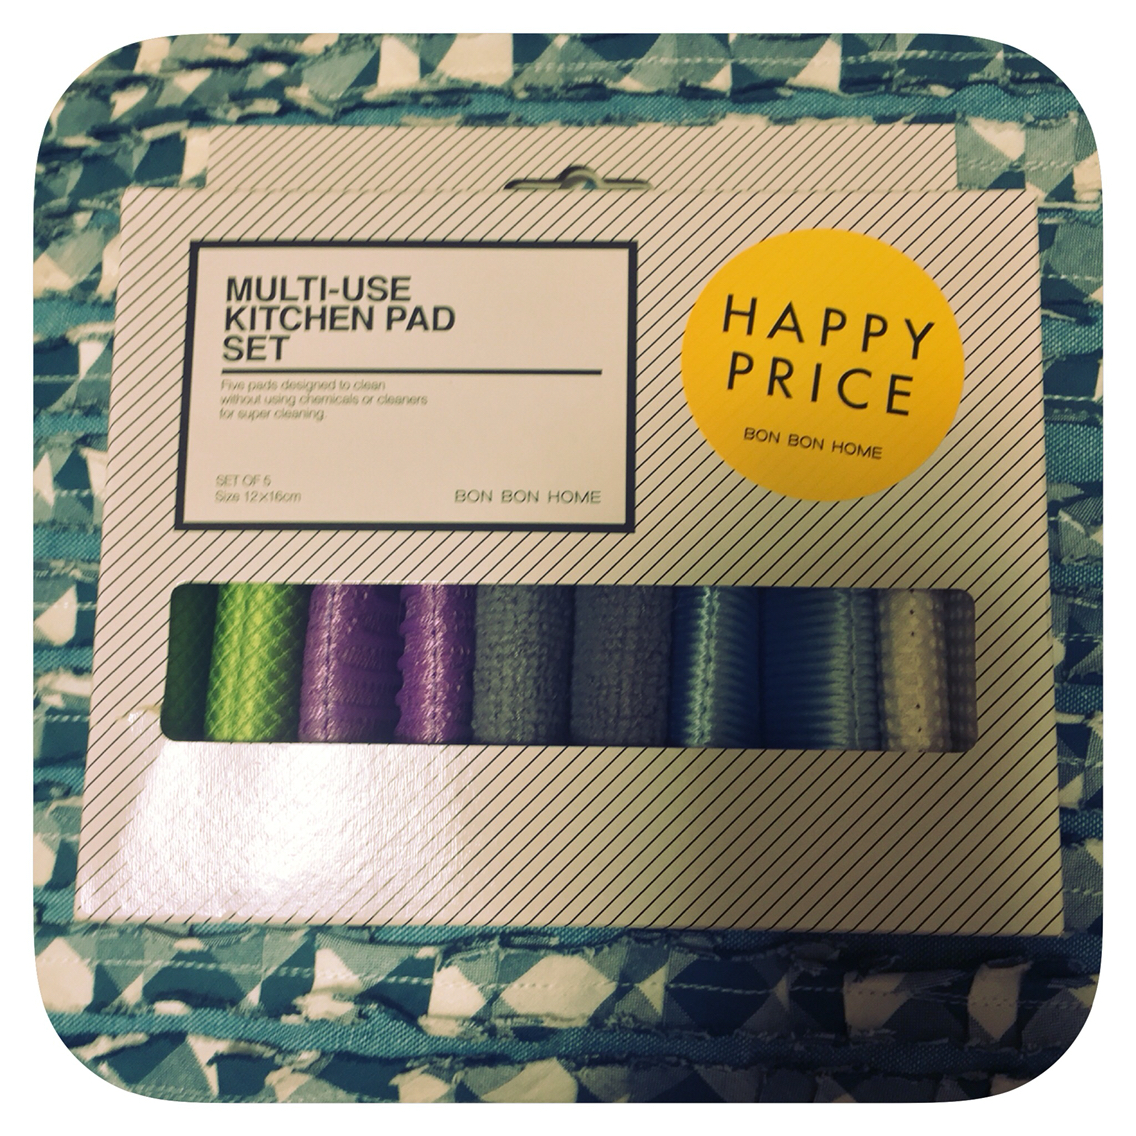 MULTI-USE
KITCHEN PAD
SET
Five pads designed to clean
without using chemicals or cleaners
for super cleaning.
SET OF 5
Size 12×16cm
BON BON HOME
HAPPY
PRICE
BON BON HOME